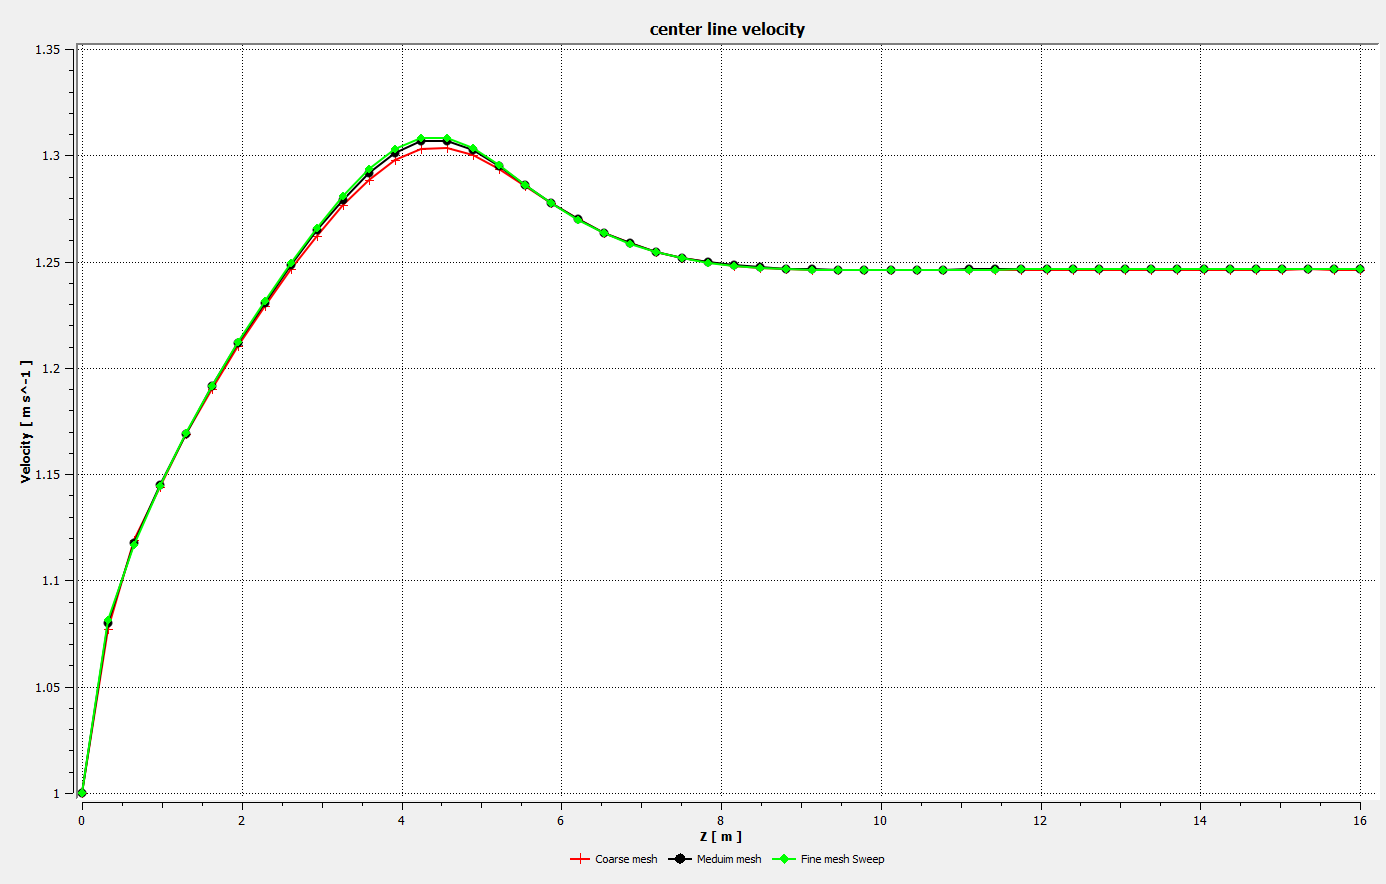 center line velocity
1.35
1.3
1.25
1.2
1.15
1.1
1.05
1
Velocity [ m s^-1 ]
0 2 4 6 8 10 12 14 16
Z [ m ]
Coarse mesh Meduim mesh Fine mesh Sweep